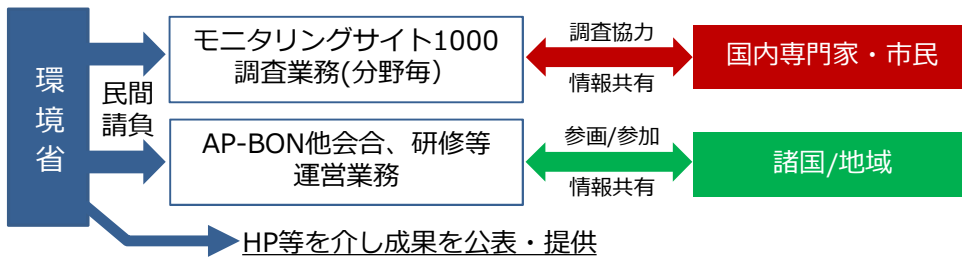 環境省
民間
請負
モニタリングサイト1000
調査業務(分野毎）
調査協力
情報共有
国内専門家・市民
AP-BON他会合、研修等
運営業務
参画/参加
情報共有
諸国/地域
HP等を介し成果を公表・提供